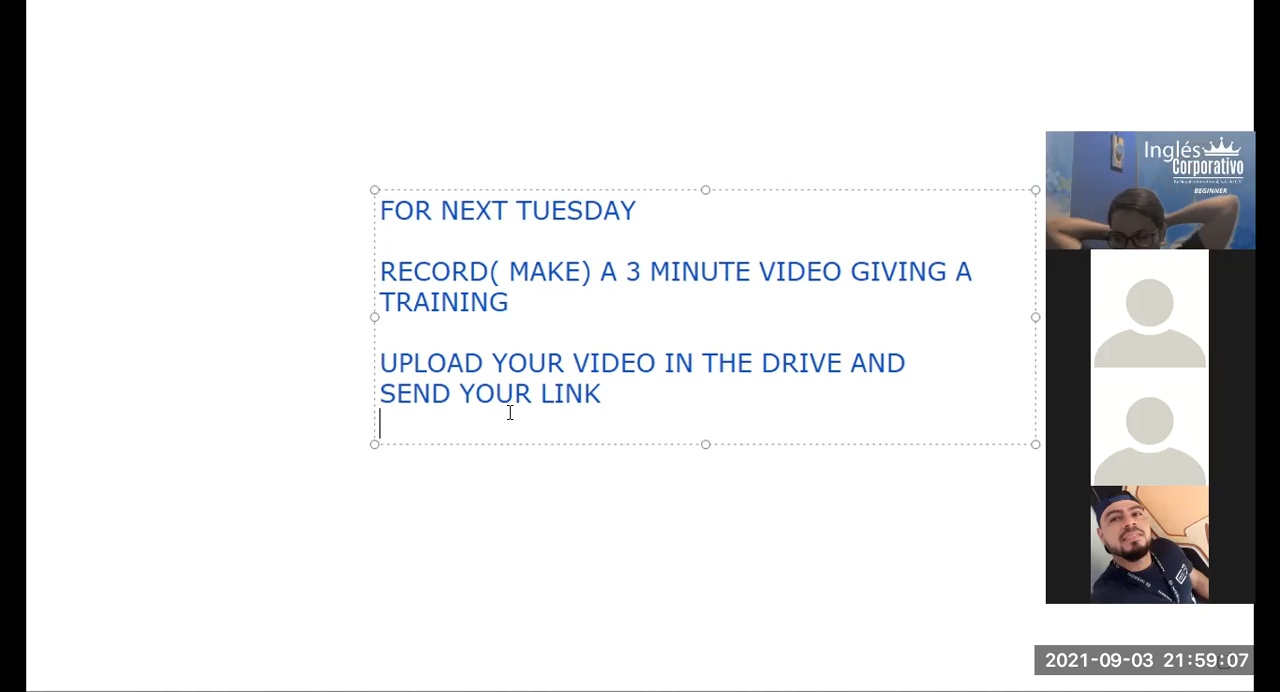 FOR NEXT TUESDAY
RECORD( MAKE) A 3 MINUTE VIDEO GIVING A
TRAINING
UPLOAD YOUR VIDEO IN THE DRIVE AND
SEND YOUR LINK
Inglés
Corporativo
BEGINNER
2021-09-03 21:59:07